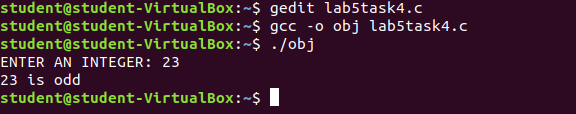 student@student-VirtualBox:~$ gedit lab5task4.c
student@student-VirtualBox:~$ gcc -o obj lab5task4.c
student@student-VirtualBox:~$ ./obj
ENTER AN INTEGER: 23
23 is odd
student@student-VirtualBox:~$